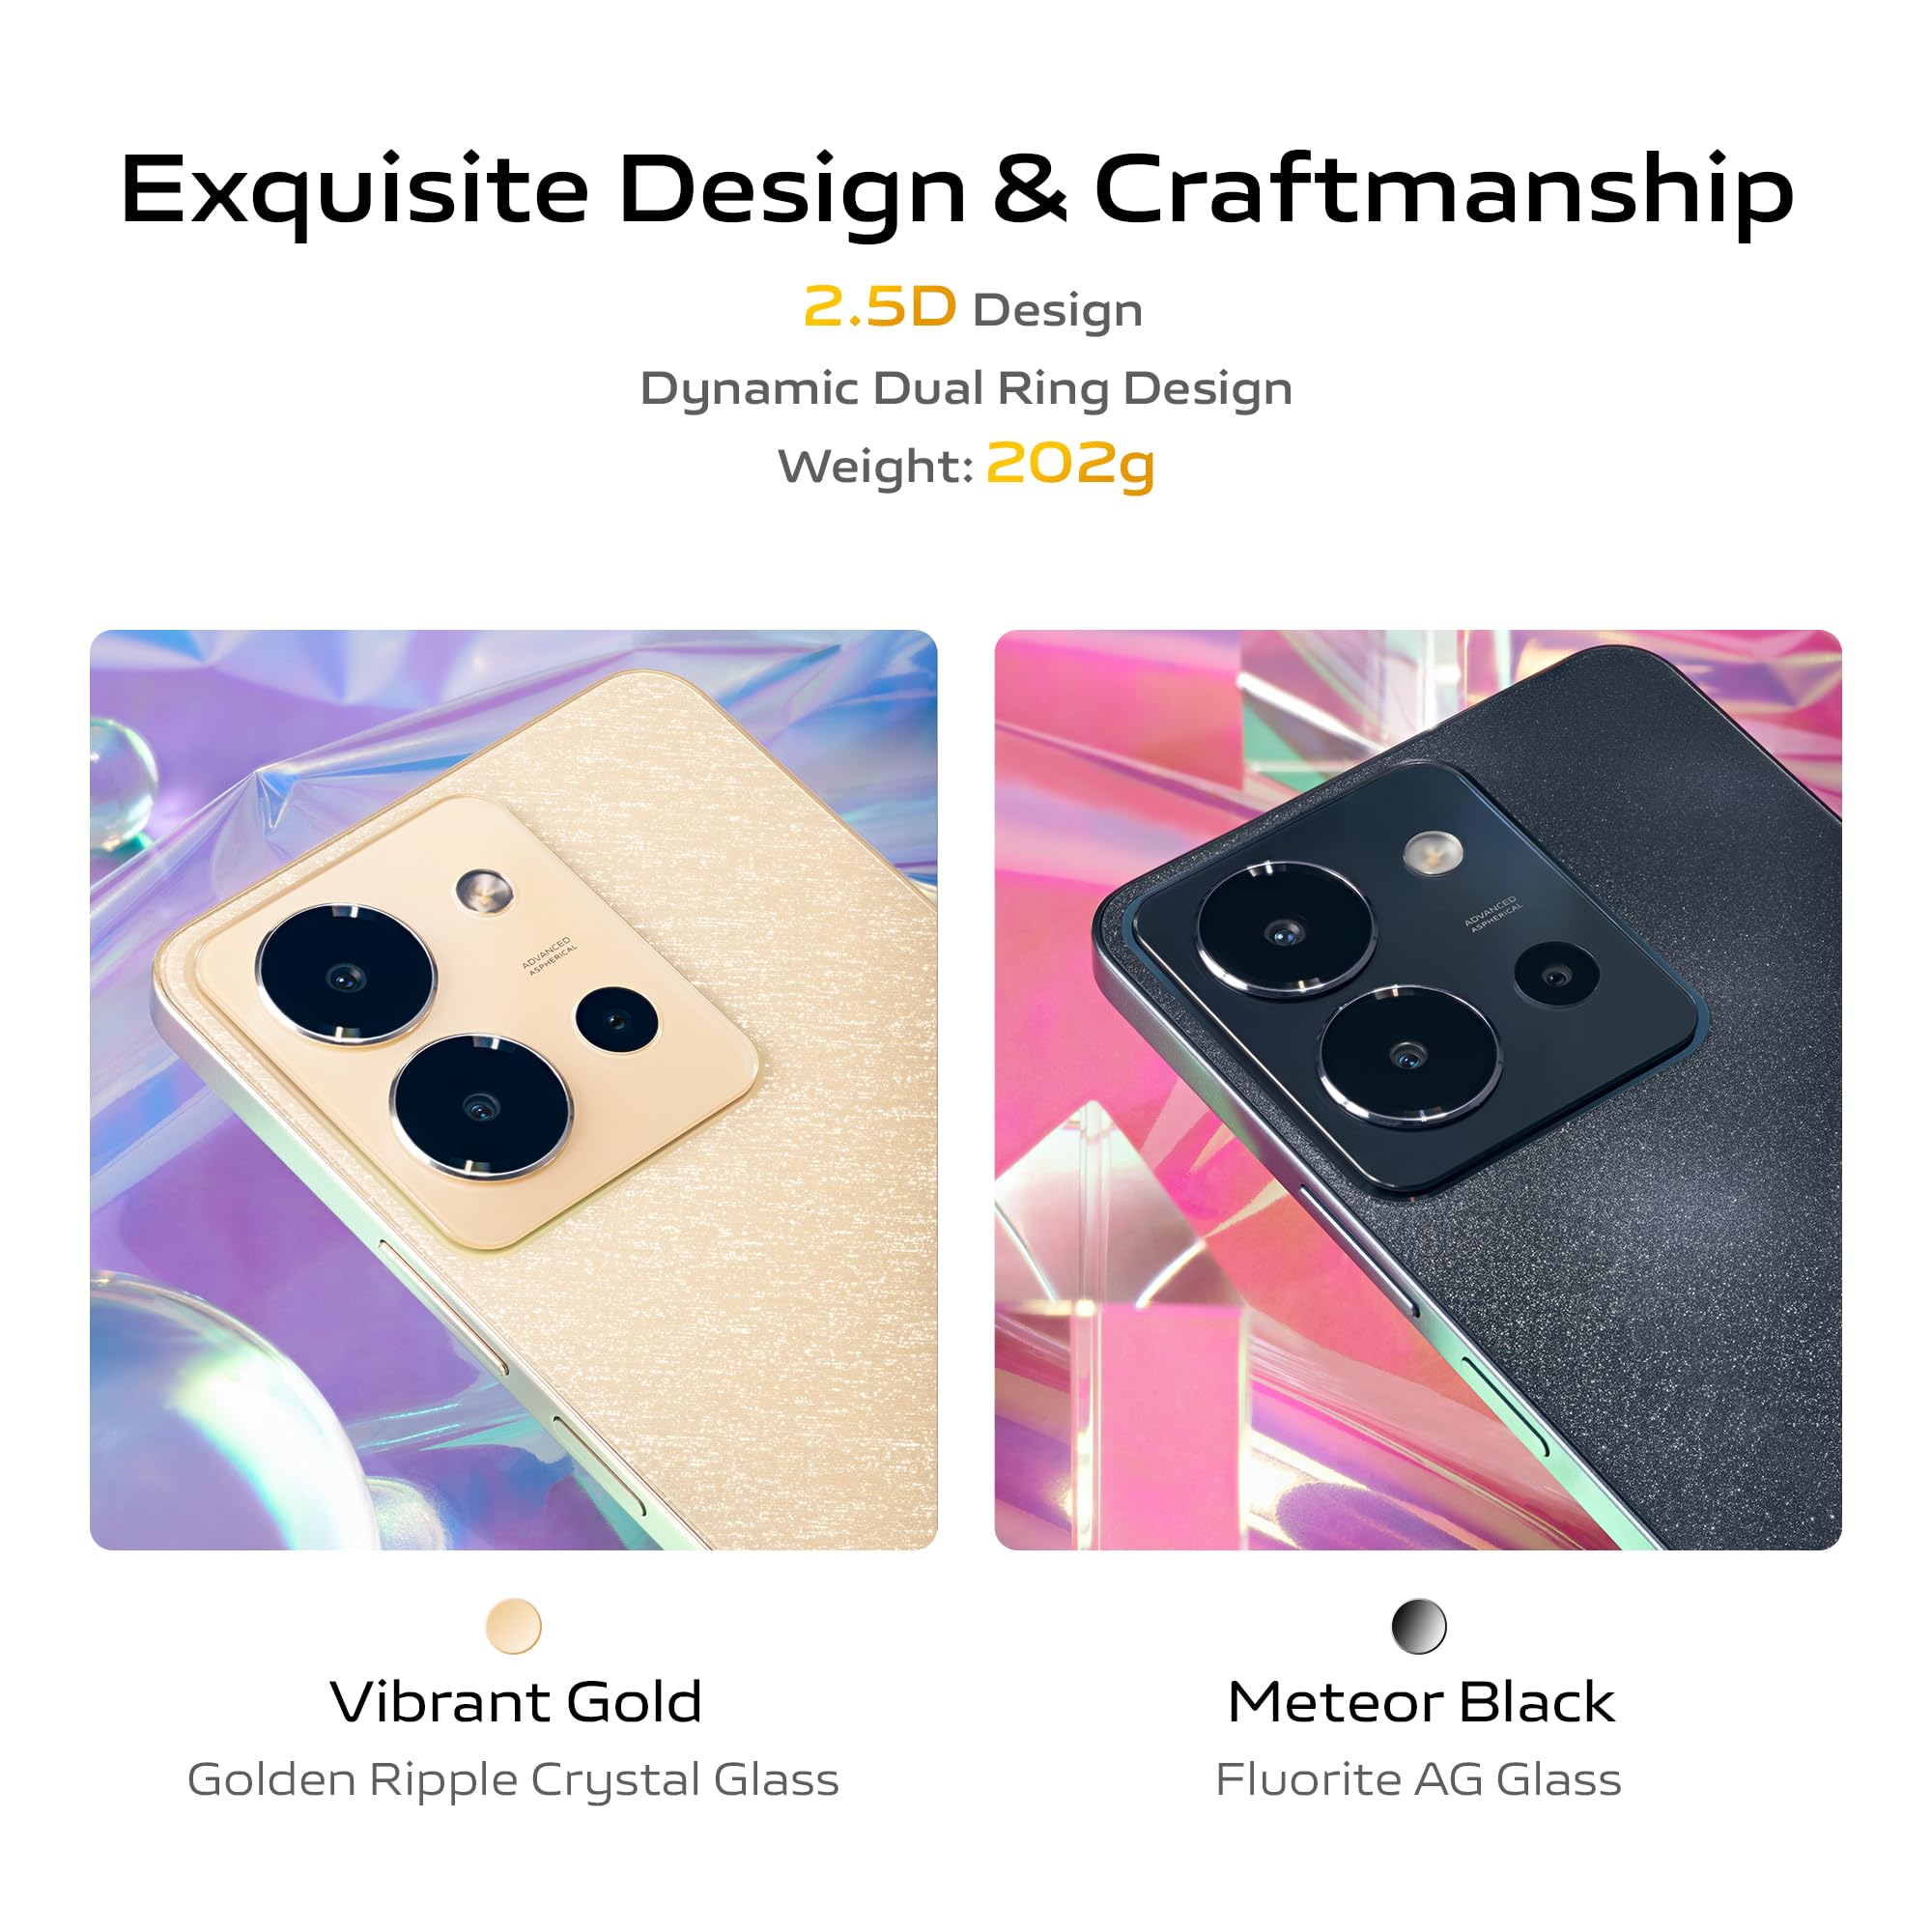 Exquisite Design & Craftmanship
2.5D Design
Dynamic Dual Ring Design
Weight: 202g
ADVANCED
ASPHERICAL
ADVANCED
ASPHERICAL
Vibrant Gold
Golden Ripple Crystal Glass
Meteor Black
Fluorite AG Glass